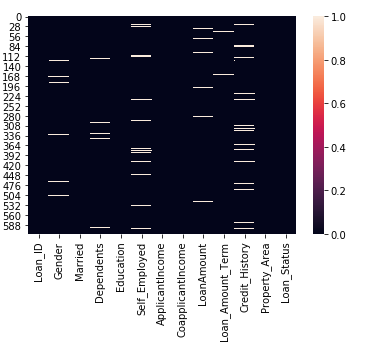 0
28
56
84
112
140
168
196
224
252
280
308
336
364
392
420
448
476
504
532
560
588
Loan_ID
Gender
Married
Dependents
Education
Self_Employed
ApplicantIncome
CoapplicantIncome
LoanAmount
Loan_Amount_Term
Credit_History
Property_Area
Loan_Status
1.0
0.8
0.6
0.4
0.2
0.0